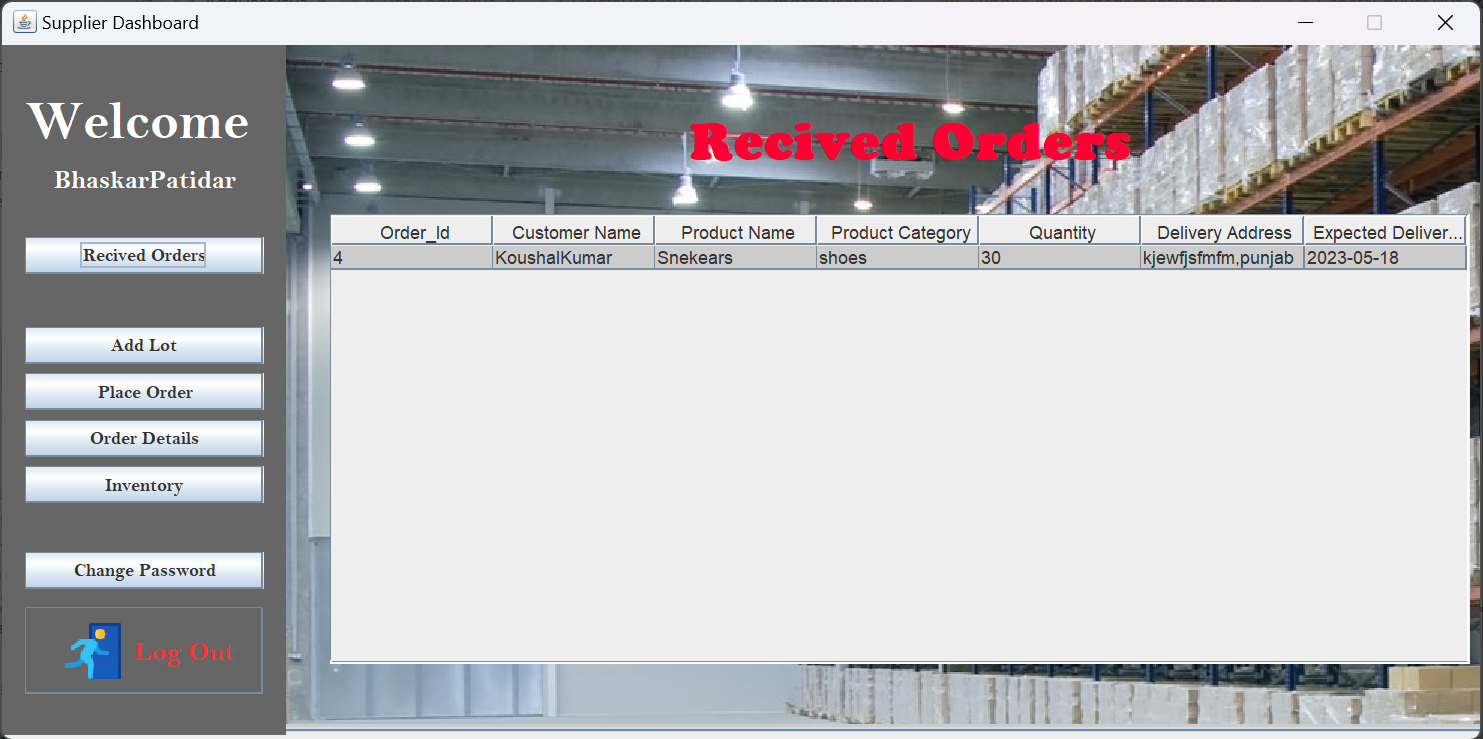 Supplier Dashboard
Welcome
BhaskarPatidar
Recived Orders
Add Lot
Place Order
Order Details
Inventory
Change Password
Log Out
Recived Orders
Order_Id Customer Name Product Name Product Category Quantity Delivery Address Expected Deliver...
4 KoushalKumar Snekears shoes 30 kjewfjsfmfm,punjab 2023-05-18